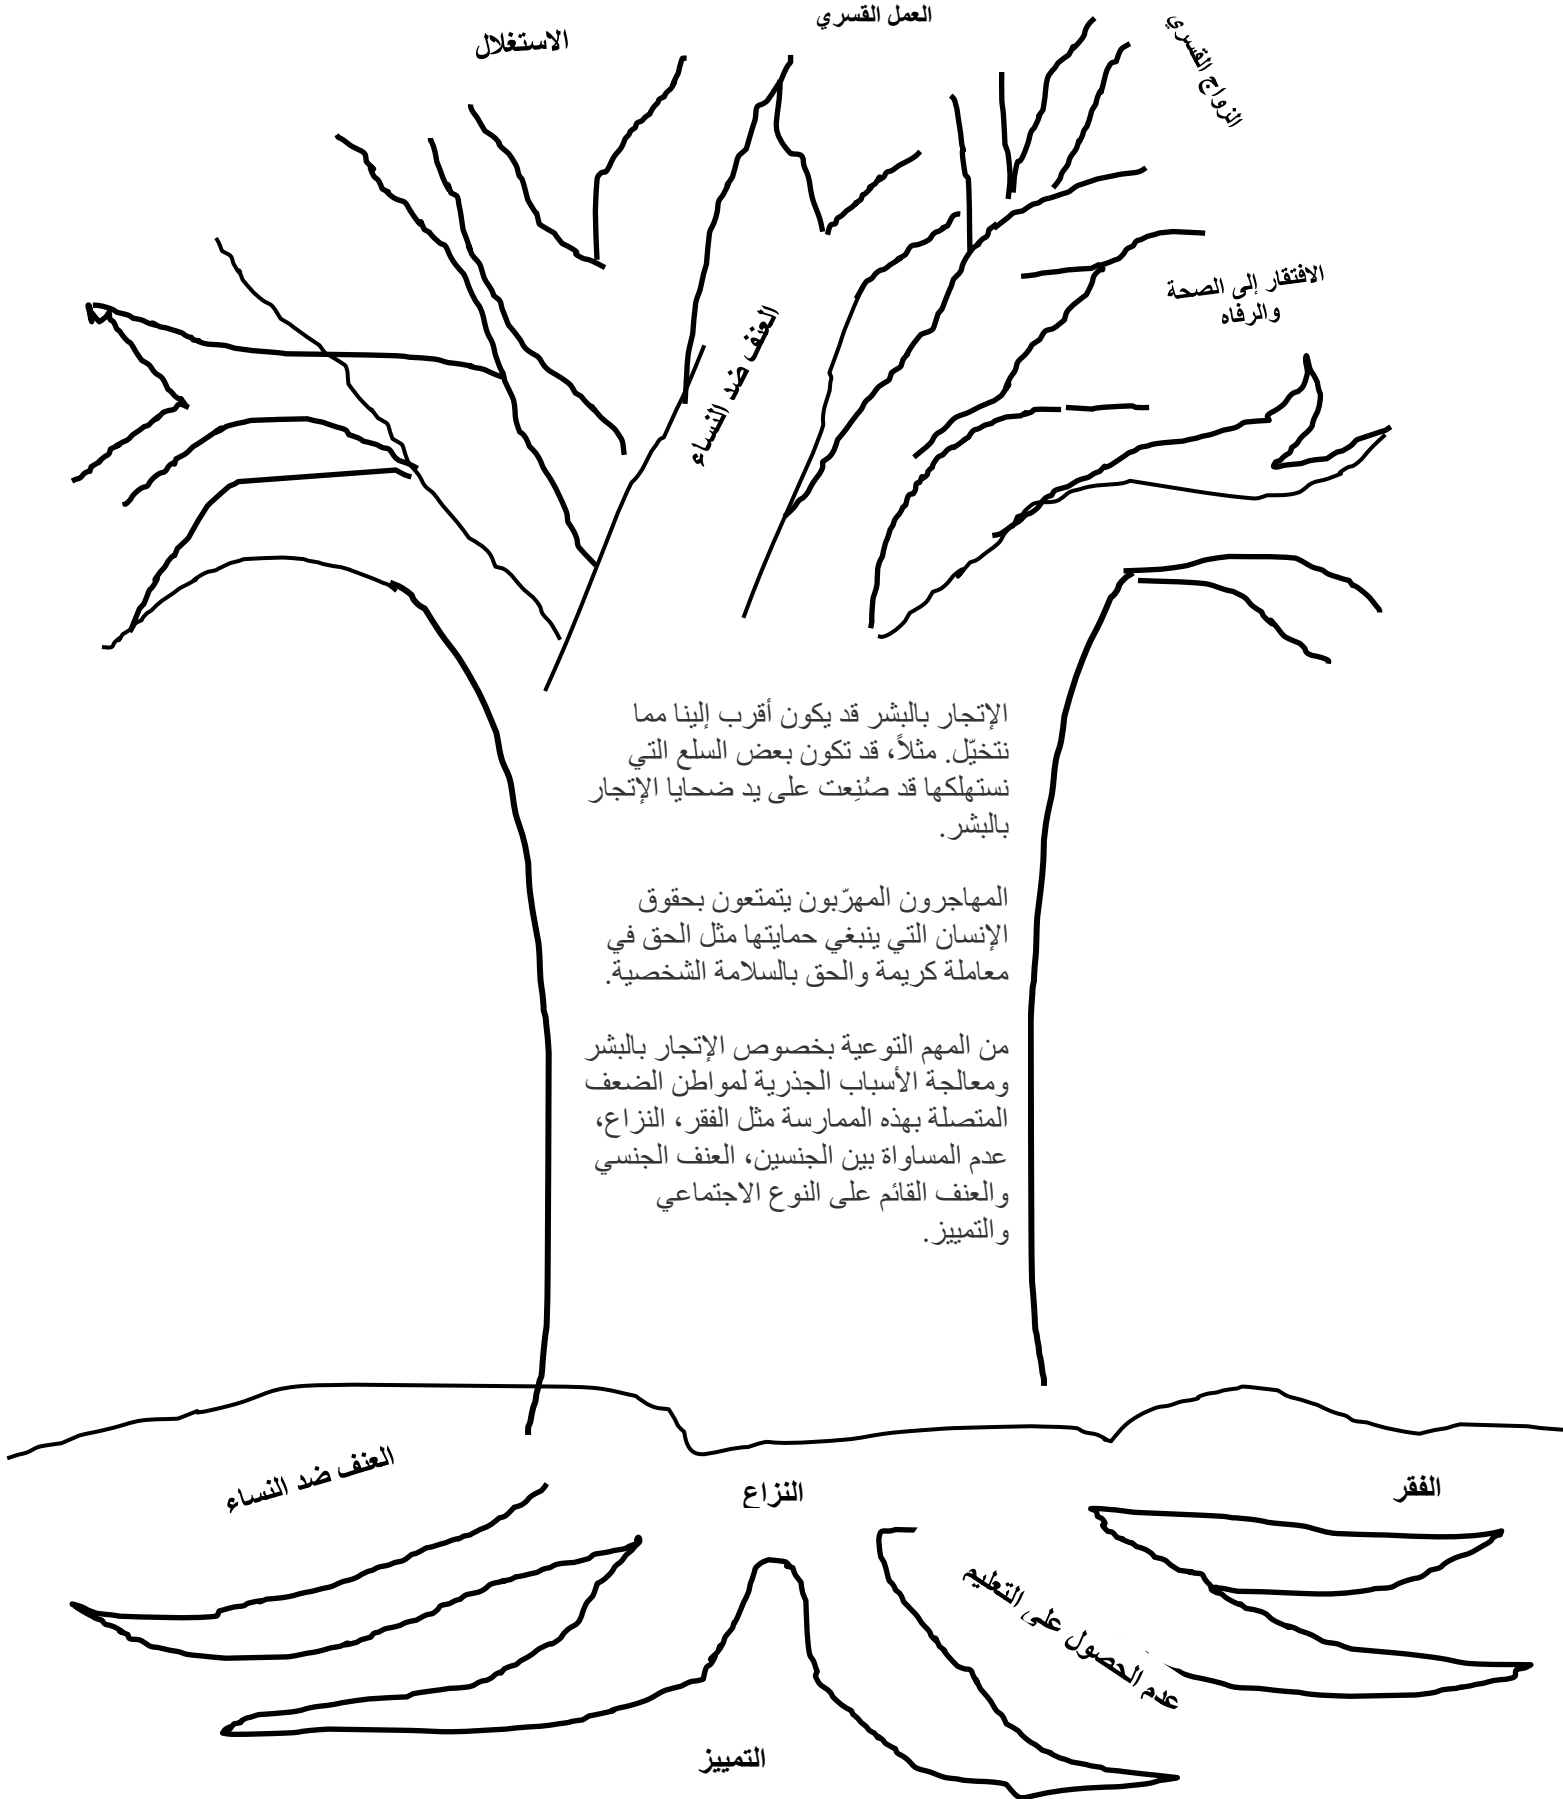 العمل القسري
الاستغلال
الزواج القسري
الافتقار إلى الصحة
والرفاه
العنف ضد النساء
الإتجار بالبشر قد يكون أقرب إلينا مما
نتخيّل. مثلاً، قد تكون بعض السلع التي
نستهلكها قد صُنِعت على يد ضحايا الإتجار
بالبشر.
المهاجرون المهرّبون يتمتعون بحقوق
الإنسان التي ينبغي حمايتها مثل الحق في
معاملة كريمة والحق بالسلامة الشخصية.
من المهم التوعية بخصوص الإتجار بالبشر
ومعالجة الأسباب الجذرية لمواطن الضعف
المتصلة بهذه الممارسة مثل الفقر، النزاع،
عدم المساواة بين الجنسين، العنف الجنسي
والعنف القائم على النوع الاجتماعي
والتمييز.
العنف ضد النساء
النزاع
الفقر
عدم الحصول على التعليم
التمييز